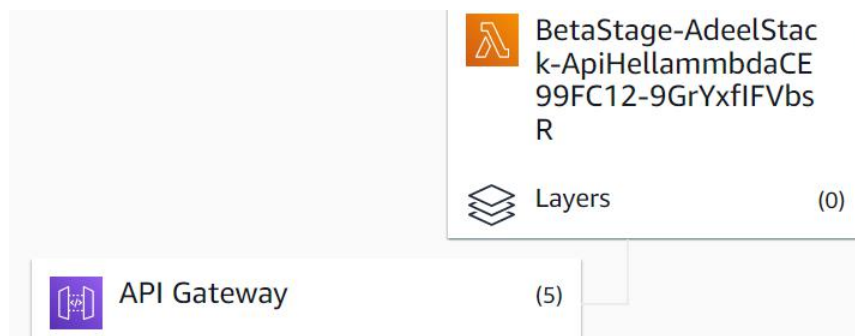 BetaStage-AdeelStac
k-ApiHellammbdaCE
99FC12-9GrYxfIFVbs
R
Layers (0)
API Gateway (5)